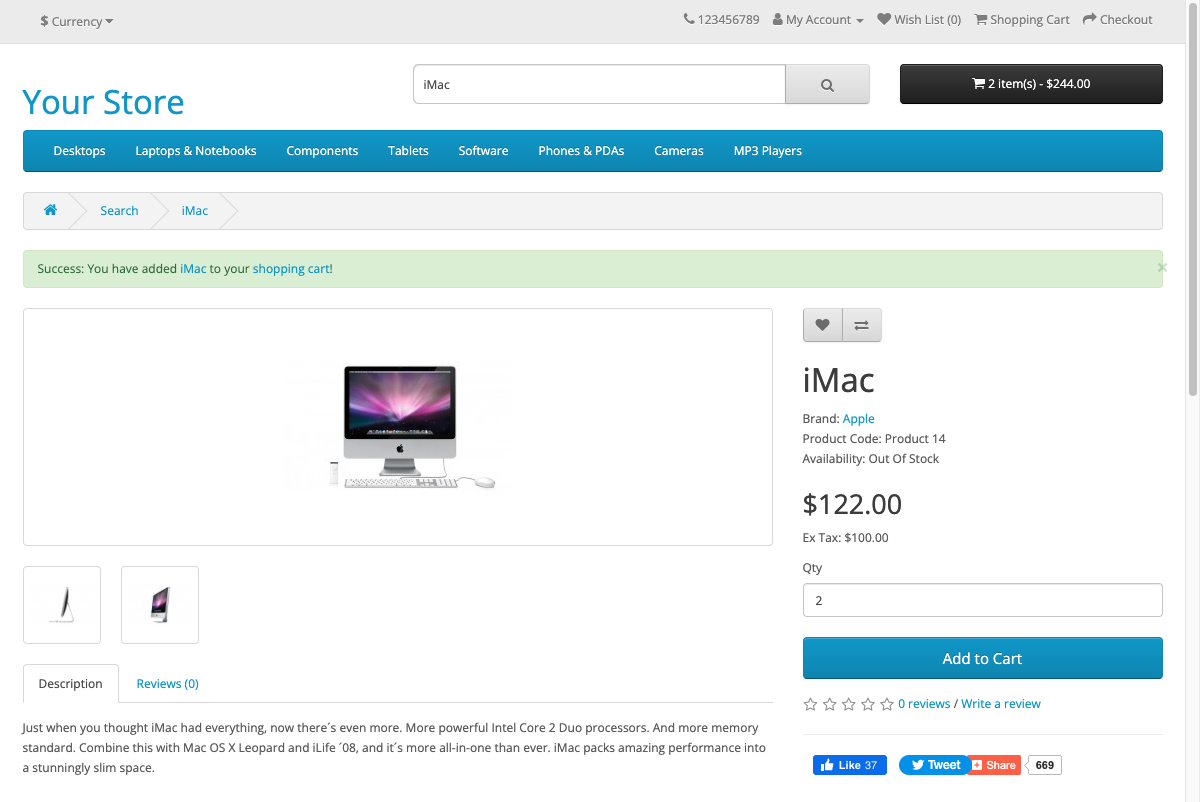 $ Currency
123456789 My Account Wish List (0) Shopping Cart Checkout
Your Store
iMac
2 item(s) - $244.00
Desktops Laptops & Notebooks Components Tablets Software Phones & PDAs Cameras MP3 Players
Search iMac
Success: You have added iMac to your shopping cart!
×
iMac
Brand: Apple
Product Code: Product 14
Availability: Out Of Stock
$122.00
Ex Tax: $100.00
Qty
2
Add to Cart
0 reviews / Write a review
Like 37 Tweet Share 669
Description Reviews (0)
Just when you thought iMac had everything, now there´s even more. More powerful Intel Core 2 Duo processors. And more memory
standard. Combine this with Mac OS X Leopard and iLife ´08, and it´s more all-in-one than ever. iMac packs amazing performance into
a stunningly slim space.